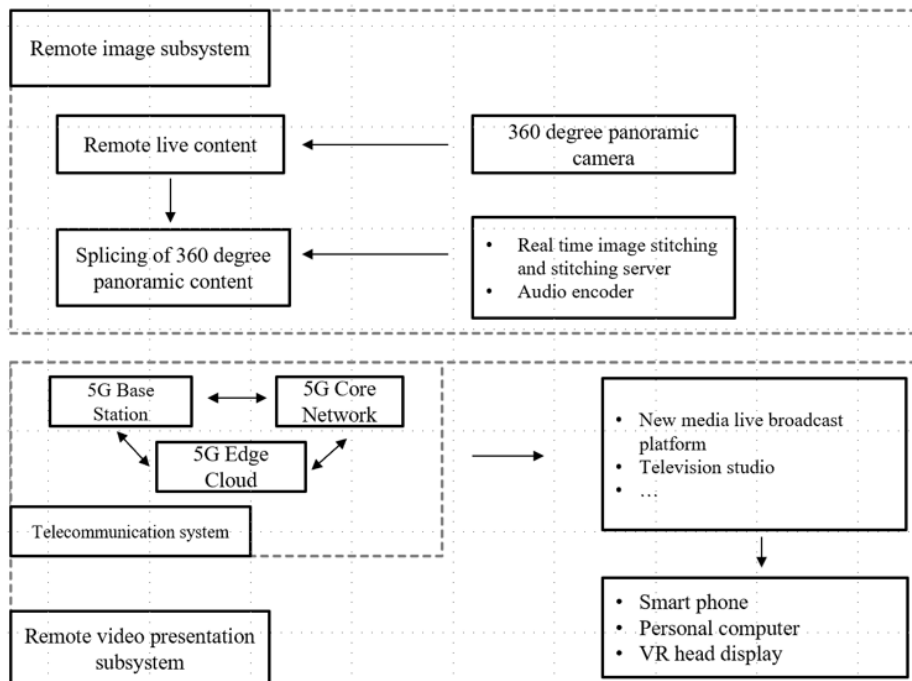 Remote image subsystem
Remote live content
360 degree panoramic
camera
Splicing of 360 degree
panoramic content
• Real time image stitching
and stitching server
• Audio encoder
5G Base
Station
5G Core
Network
5G Edge
Cloud
Telecommunication system
• New media live broadcast
platform
• Television studio
• …
Remote video presentation
subsystem
• Smart phone
• Personal computer
• VR head display